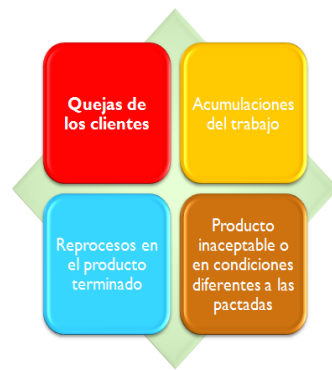 Quejas de
los clientes
Acumulaciones
del trabajo
Reprocesos en
el producto
terminado
Producto
inaceptable o
en condiciones
diferentes a las
pactadas